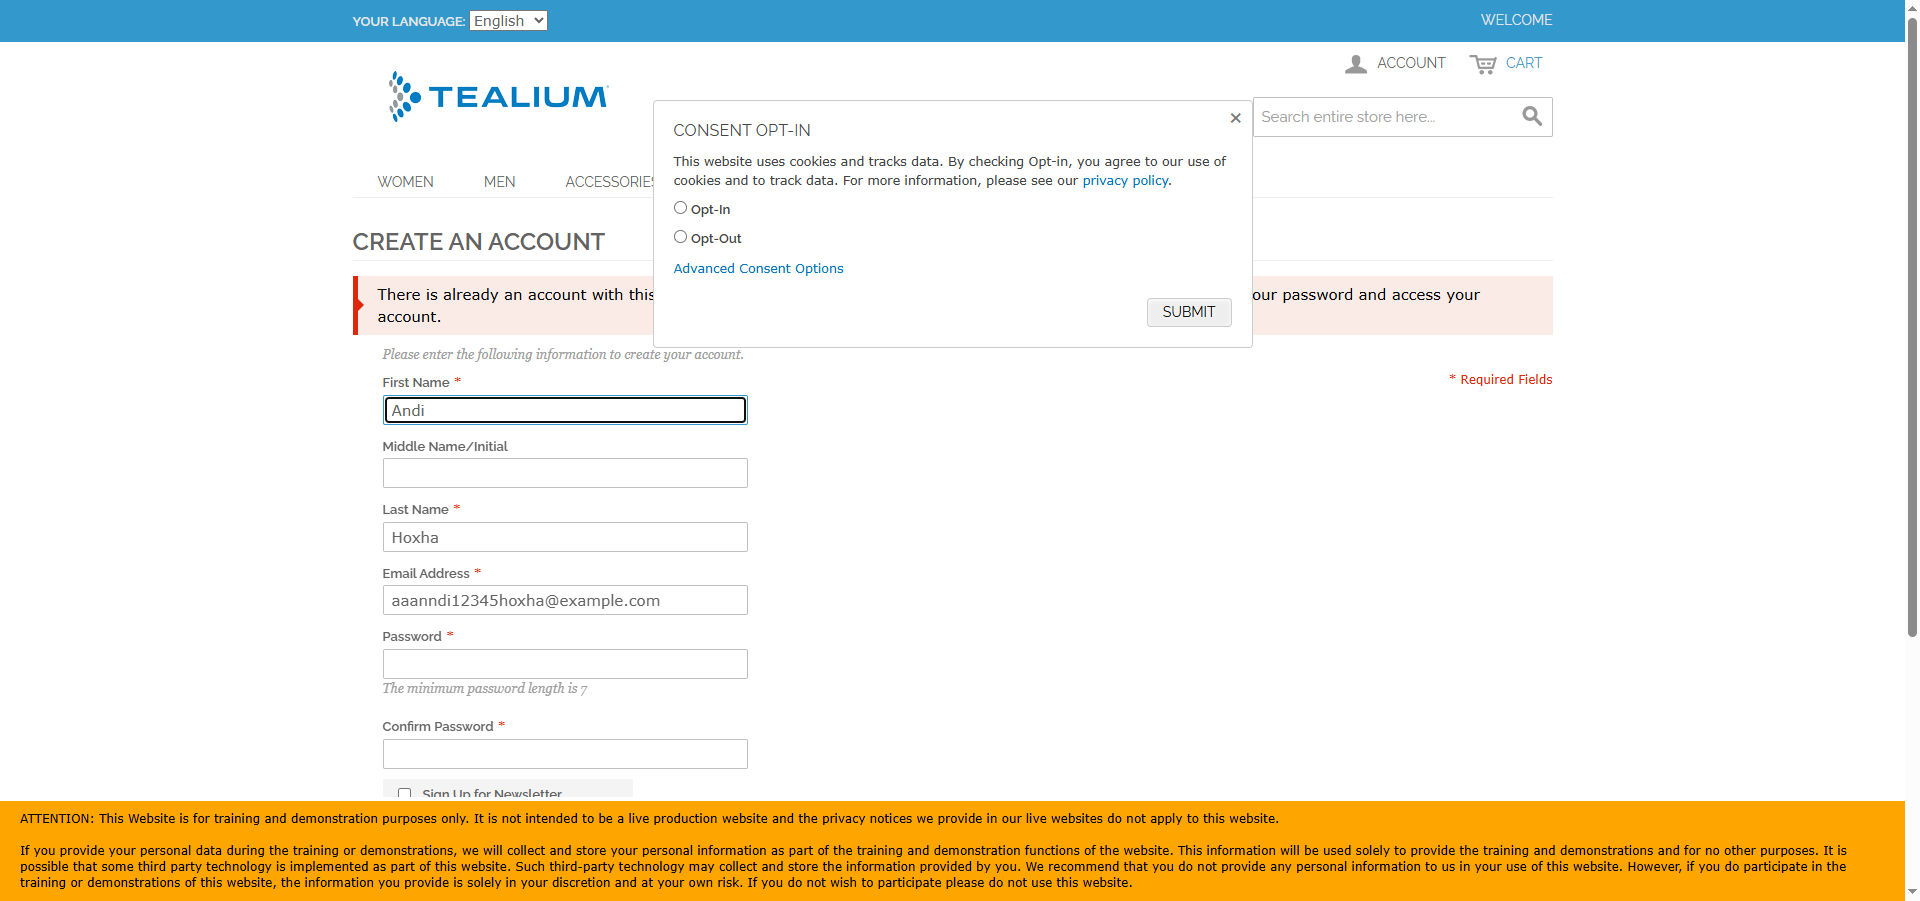 YOUR LANGUAGE: English
WELCOME
ACCOUNT
CART
TEALIUM
Search entire store here...
WOMEN
MEN
ACCESSORIES
CONSENT OPT-IN
This website uses cookies and tracks data. By checking Opt-in, you agree to our use of
cookies and to track data. For more information, please see our privacy policy.
Opt-In
Opt-Out
Advanced Consent Options
SUBMIT
CREATE AN ACCOUNT
There is already an account with this our password and access your
account.
Please enter the following information to create your account.
* Required Fields
First Name *
Andi
Middle Name/Initial
Last Name *
Hoxha
Email Address *
aaanndi12345hoxha@example.com
Password *
The minimum password length is 7
Confirm Password *
Sign Up for Newsletter
ATTENTION: This Website is for training and demonstration purposes only. It is not intended to be a live production website and the privacy notices we provide in our live websites do not apply to this website.
If you provide your personal data during the training or demonstrations, we will collect and store your personal information as part of the training and demonstration functions of the website. This information will be used solely to provide the training and demonstrations and for no other purposes. It is
possible that some third party technology is implemented as part of this website. Such third-party technology may collect and store the information provided by you. We recommend that you do not provide any personal information to us in your use of this website. However, if you do participate in the
training or demonstrations of this website, the information you provide is solely in your discretion and at your own risk. If you do not wish to participate please do not use this website.